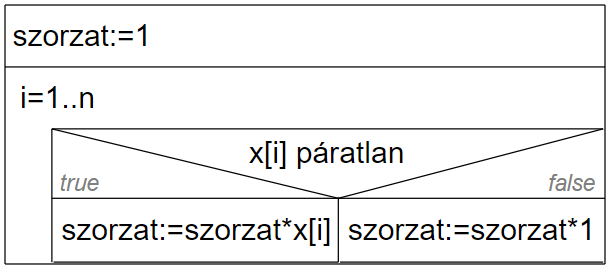 szorzat:=1
i=1..n
x[i] páratlan
true
false
szorzat:=szorzat*x[i]
szorzat:=szorzat*1